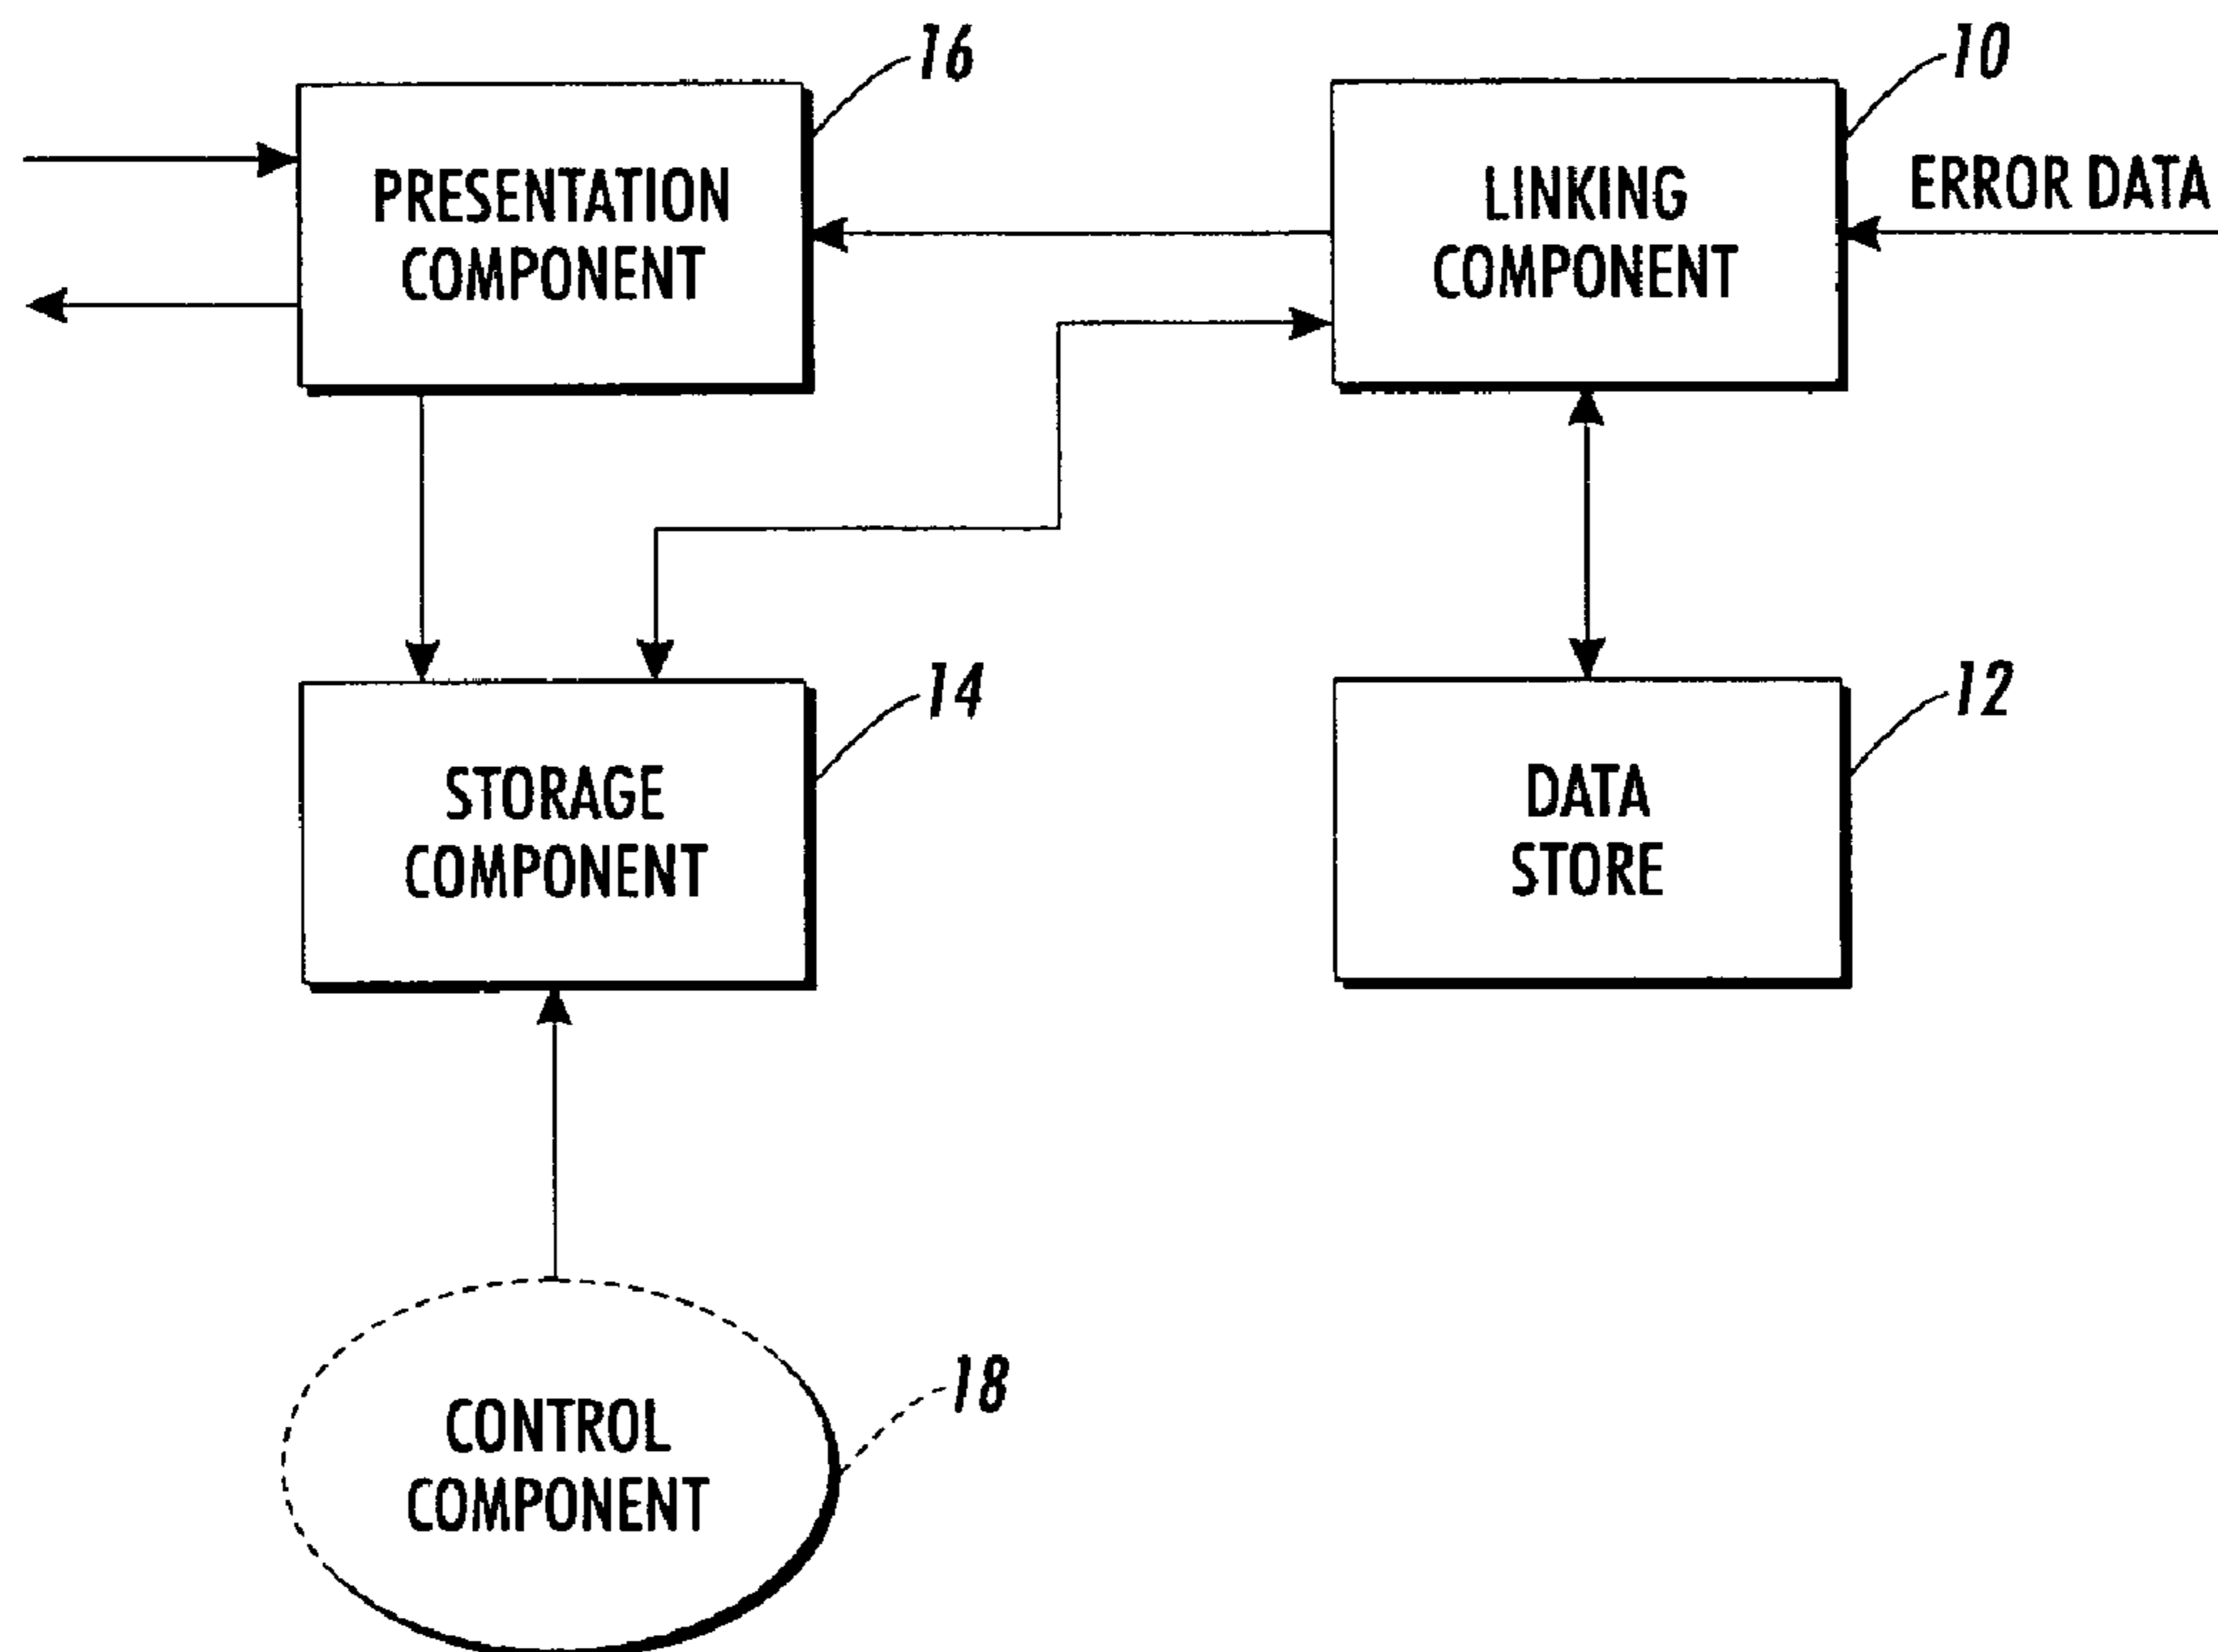 16
10
PRESENTATION
COMPONENT
LINKING
COMPONENT
ERROR DATA
14
12
STORAGE
COMPONENT
DATA
STORE
18
CONTROL
COMPONENT